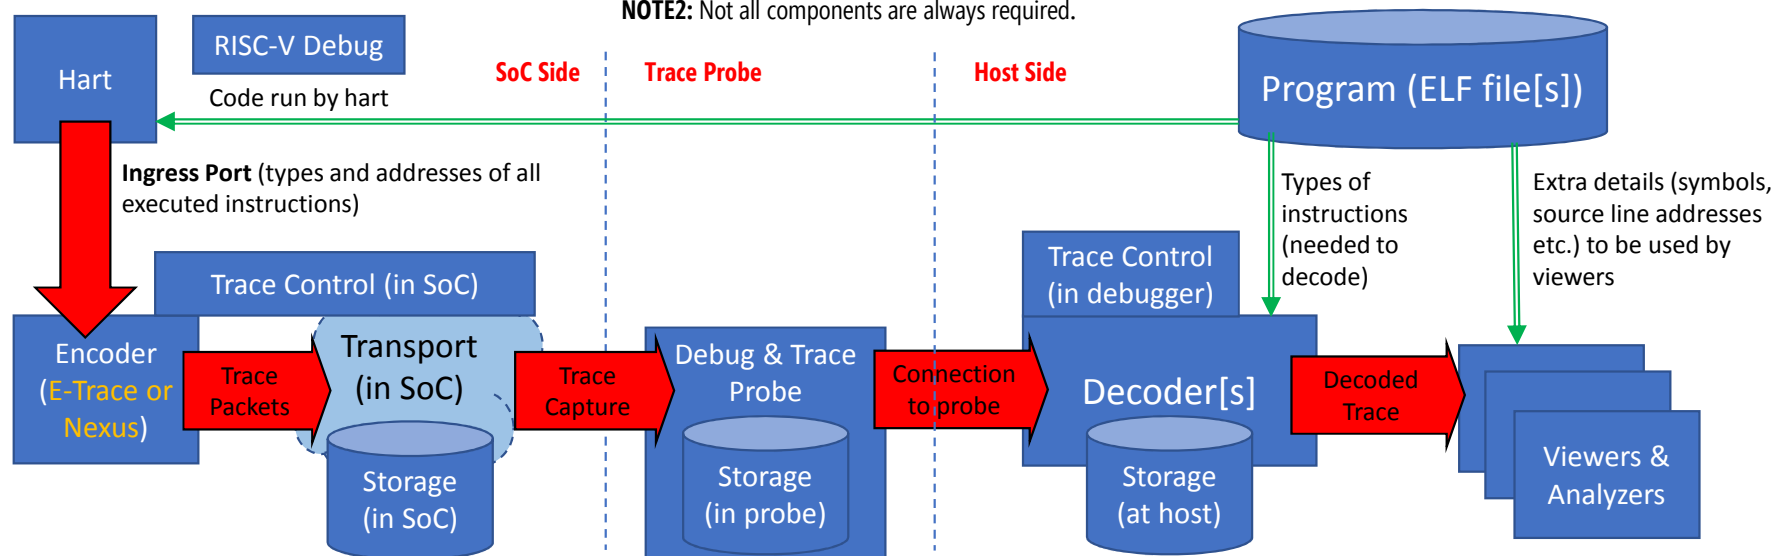 NOTE2: Not all components are always required.
Hart
RISC-V Debug
Code run by hart
SoC Side
Trace Probe
Host Side
Program (ELF file[s])
Ingress Port (types and addresses of all
executed instructions)
Types of
instructions
(needed to
decode)
Extra details (symbols,
source line addresses
etc.) to be used by
viewers
Trace Control (in SoC)
Trace Control
(in debugger)
Encoder
(E-Trace or
Nexus)
Trace
Packets
Transport
(in SoC)
Storage
(in SoC)
Trace
Capture
Debug & Trace
Probe
Storage
(in probe)
Connection
to probe
Decoder[s]
Storage
(at host)
Decoded
Trace
Viewers &
Analyzers